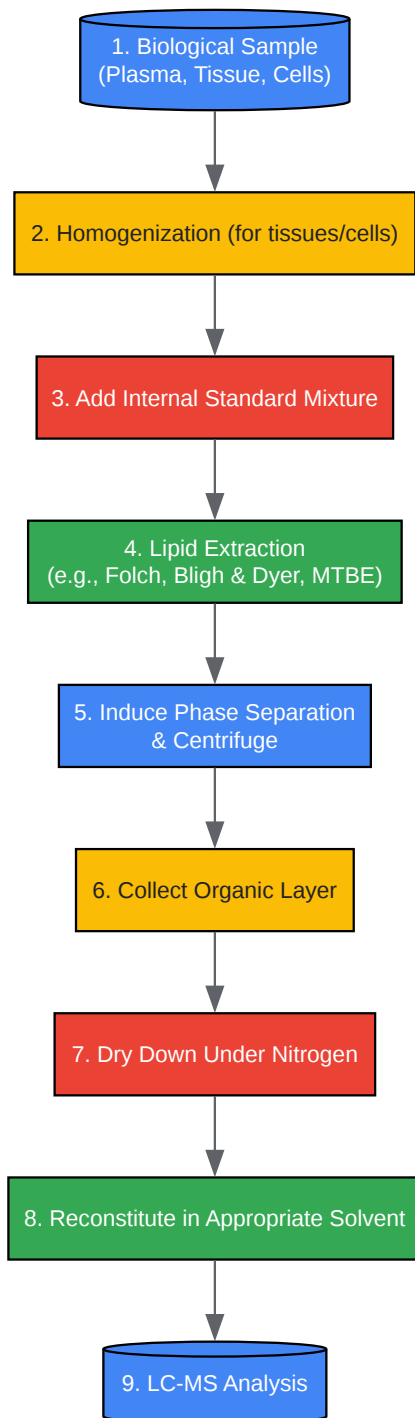 1. Biological Sample
(Plasma, Tissue, Cells)
2. Homogenization (for tissues/cells)
3. Add Internal Standard Mixture
4. Lipid Extraction
(e.g., Folch, Bligh & Dyer, MTBE)
5. Induce Phase Separation
& Centrifuge
6. Collect Organic Layer
7. Dry Down Under Nitrogen
8. Reconstitute in Appropriate Solvent
9. LC-MS Analysis